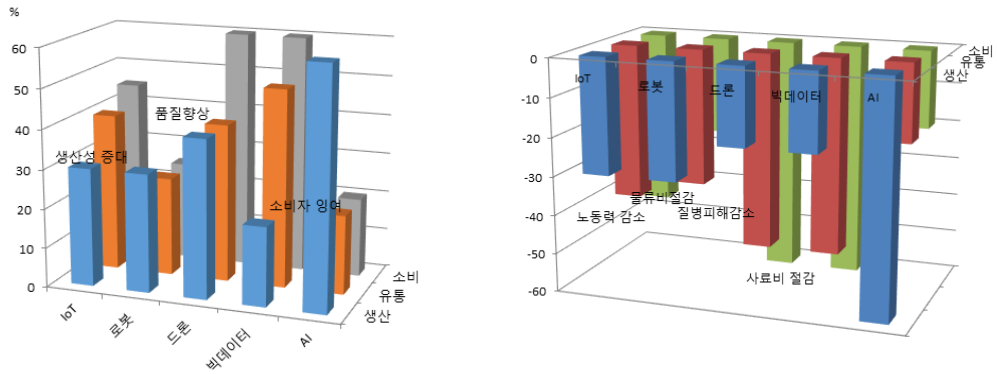 %
60
50
40
30
20
10
0
품질향상
생산성 증대
소비자 잉여
IoT
로봇
드론
빅데이터
AI
소비
유통
생산
0
-10
-20
-30
-40
-50
-60
IoT
로봇
드론
빅데이터
AI
소비
유통
생산
물류비절감
노동력 감소
질병피해감소
사료비 절감